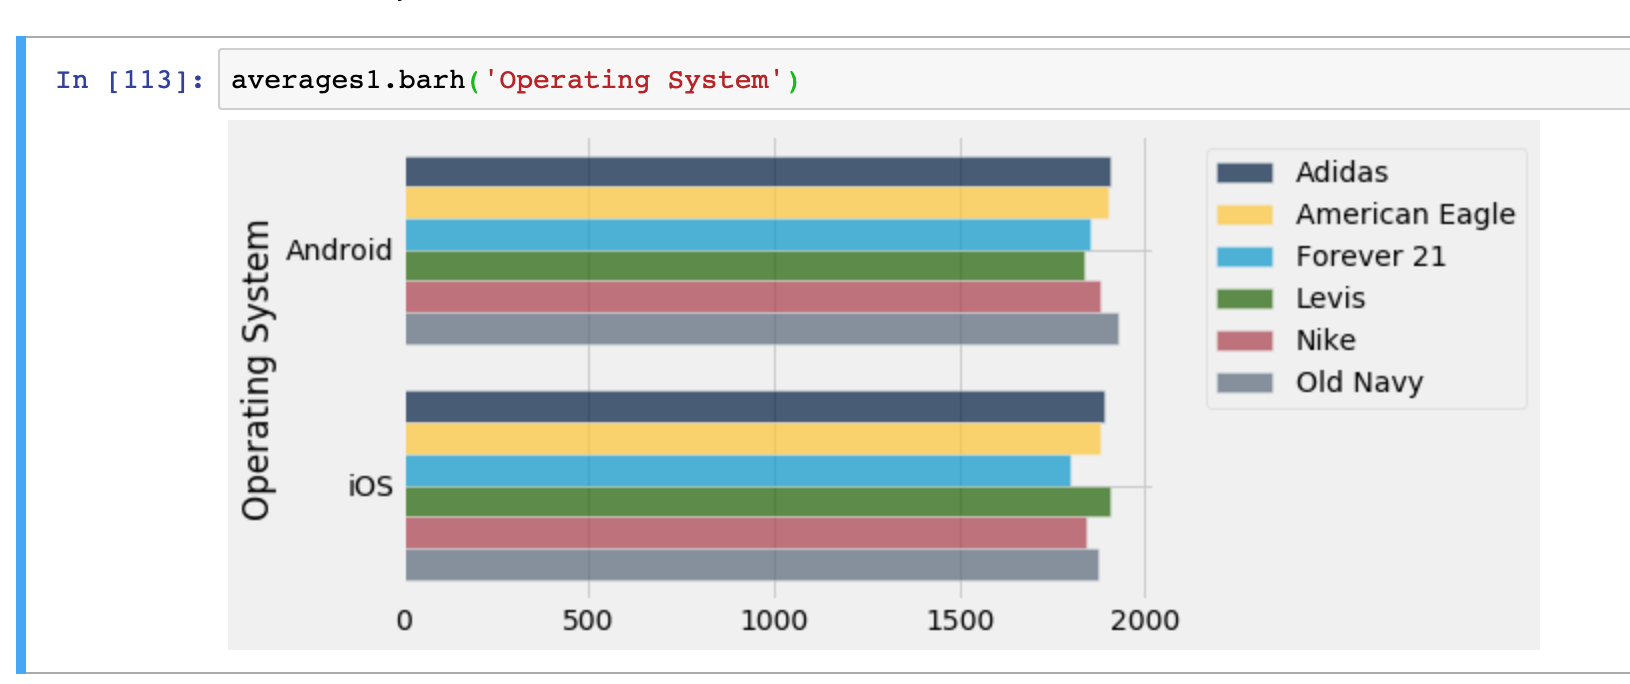 In [113]: averages1.barh('Operating System')
Operating System
Android
iOS
0 500 1000 1500 2000
Adidas
American Eagle
Forever 21
Levis
Nike
Old Navy